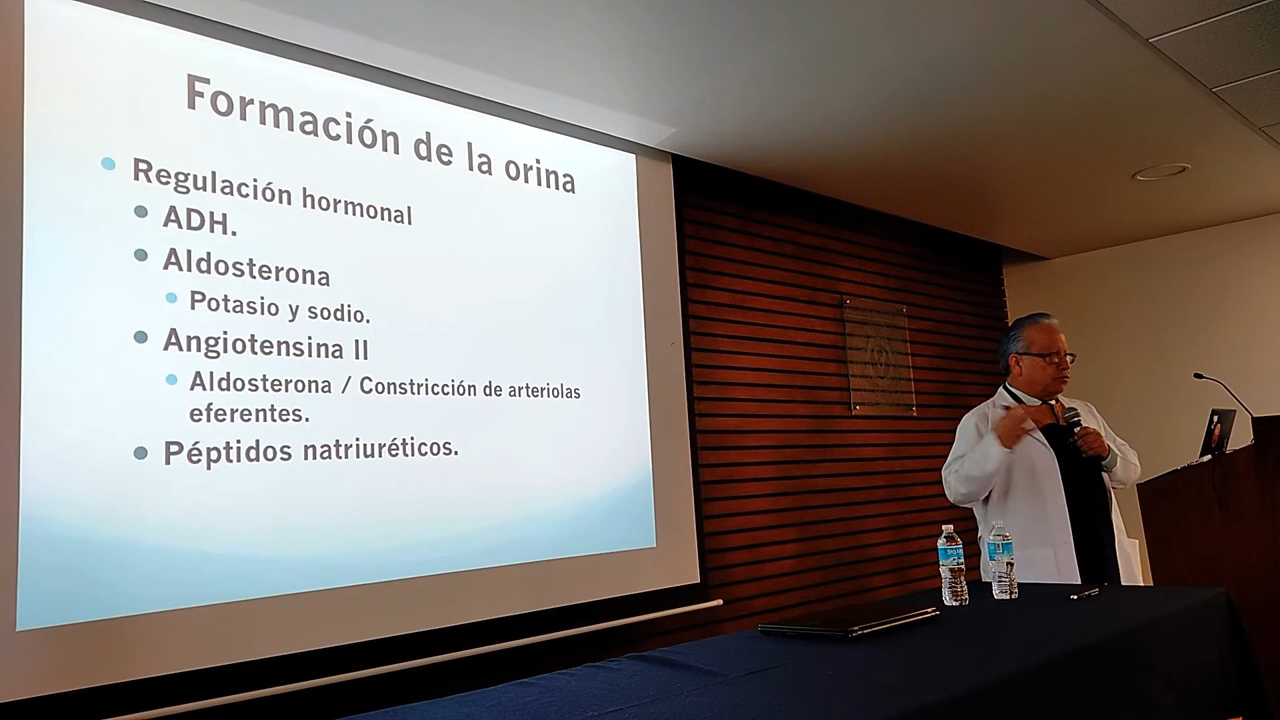 Formación de la orina
Regulación hormonal
ADH.
Aldosterona
Potasio y sodio.
Angiotensina II
Aldosterona / Constricción de arteriolas
eferentes.
Péptidos natriuréticos.